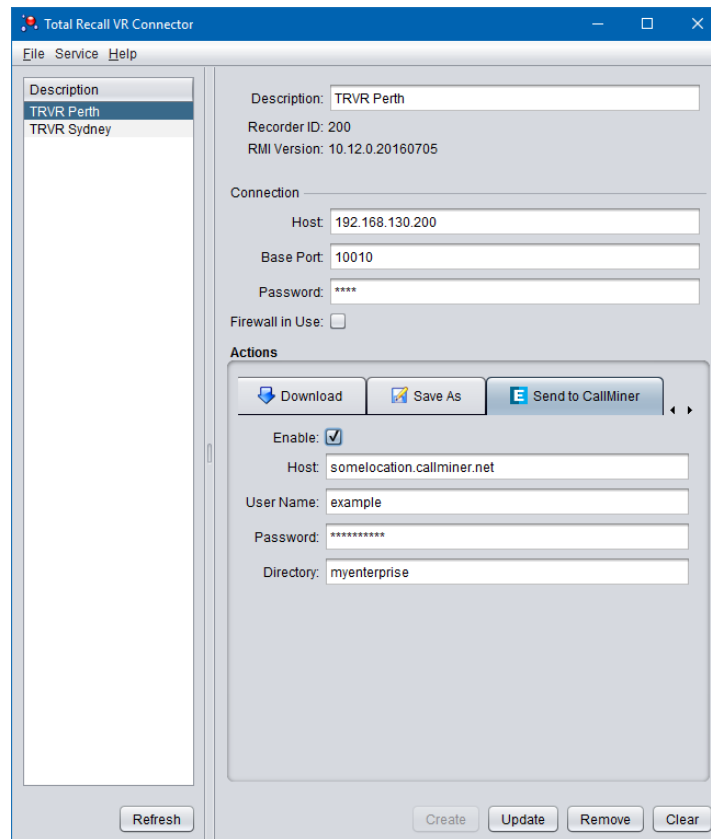 Total Recall VR Connector
File Service Help
Description
TRVR Perth
TRVR Sydney
Refresh
Description: TRVR Perth
Recorder ID: 200
RMI Version: 10.12.0.20160705
Connection
Host: 192.168.130.200
Base Port: 10010
Password: ****
Firewall in Use:
Actions
Download Save As E Send to CallMiner
Enable:
Host: somelocation.callminer.net
User Name: example
Password: **********
Directory: myenterprise
Create Update Remove Clear